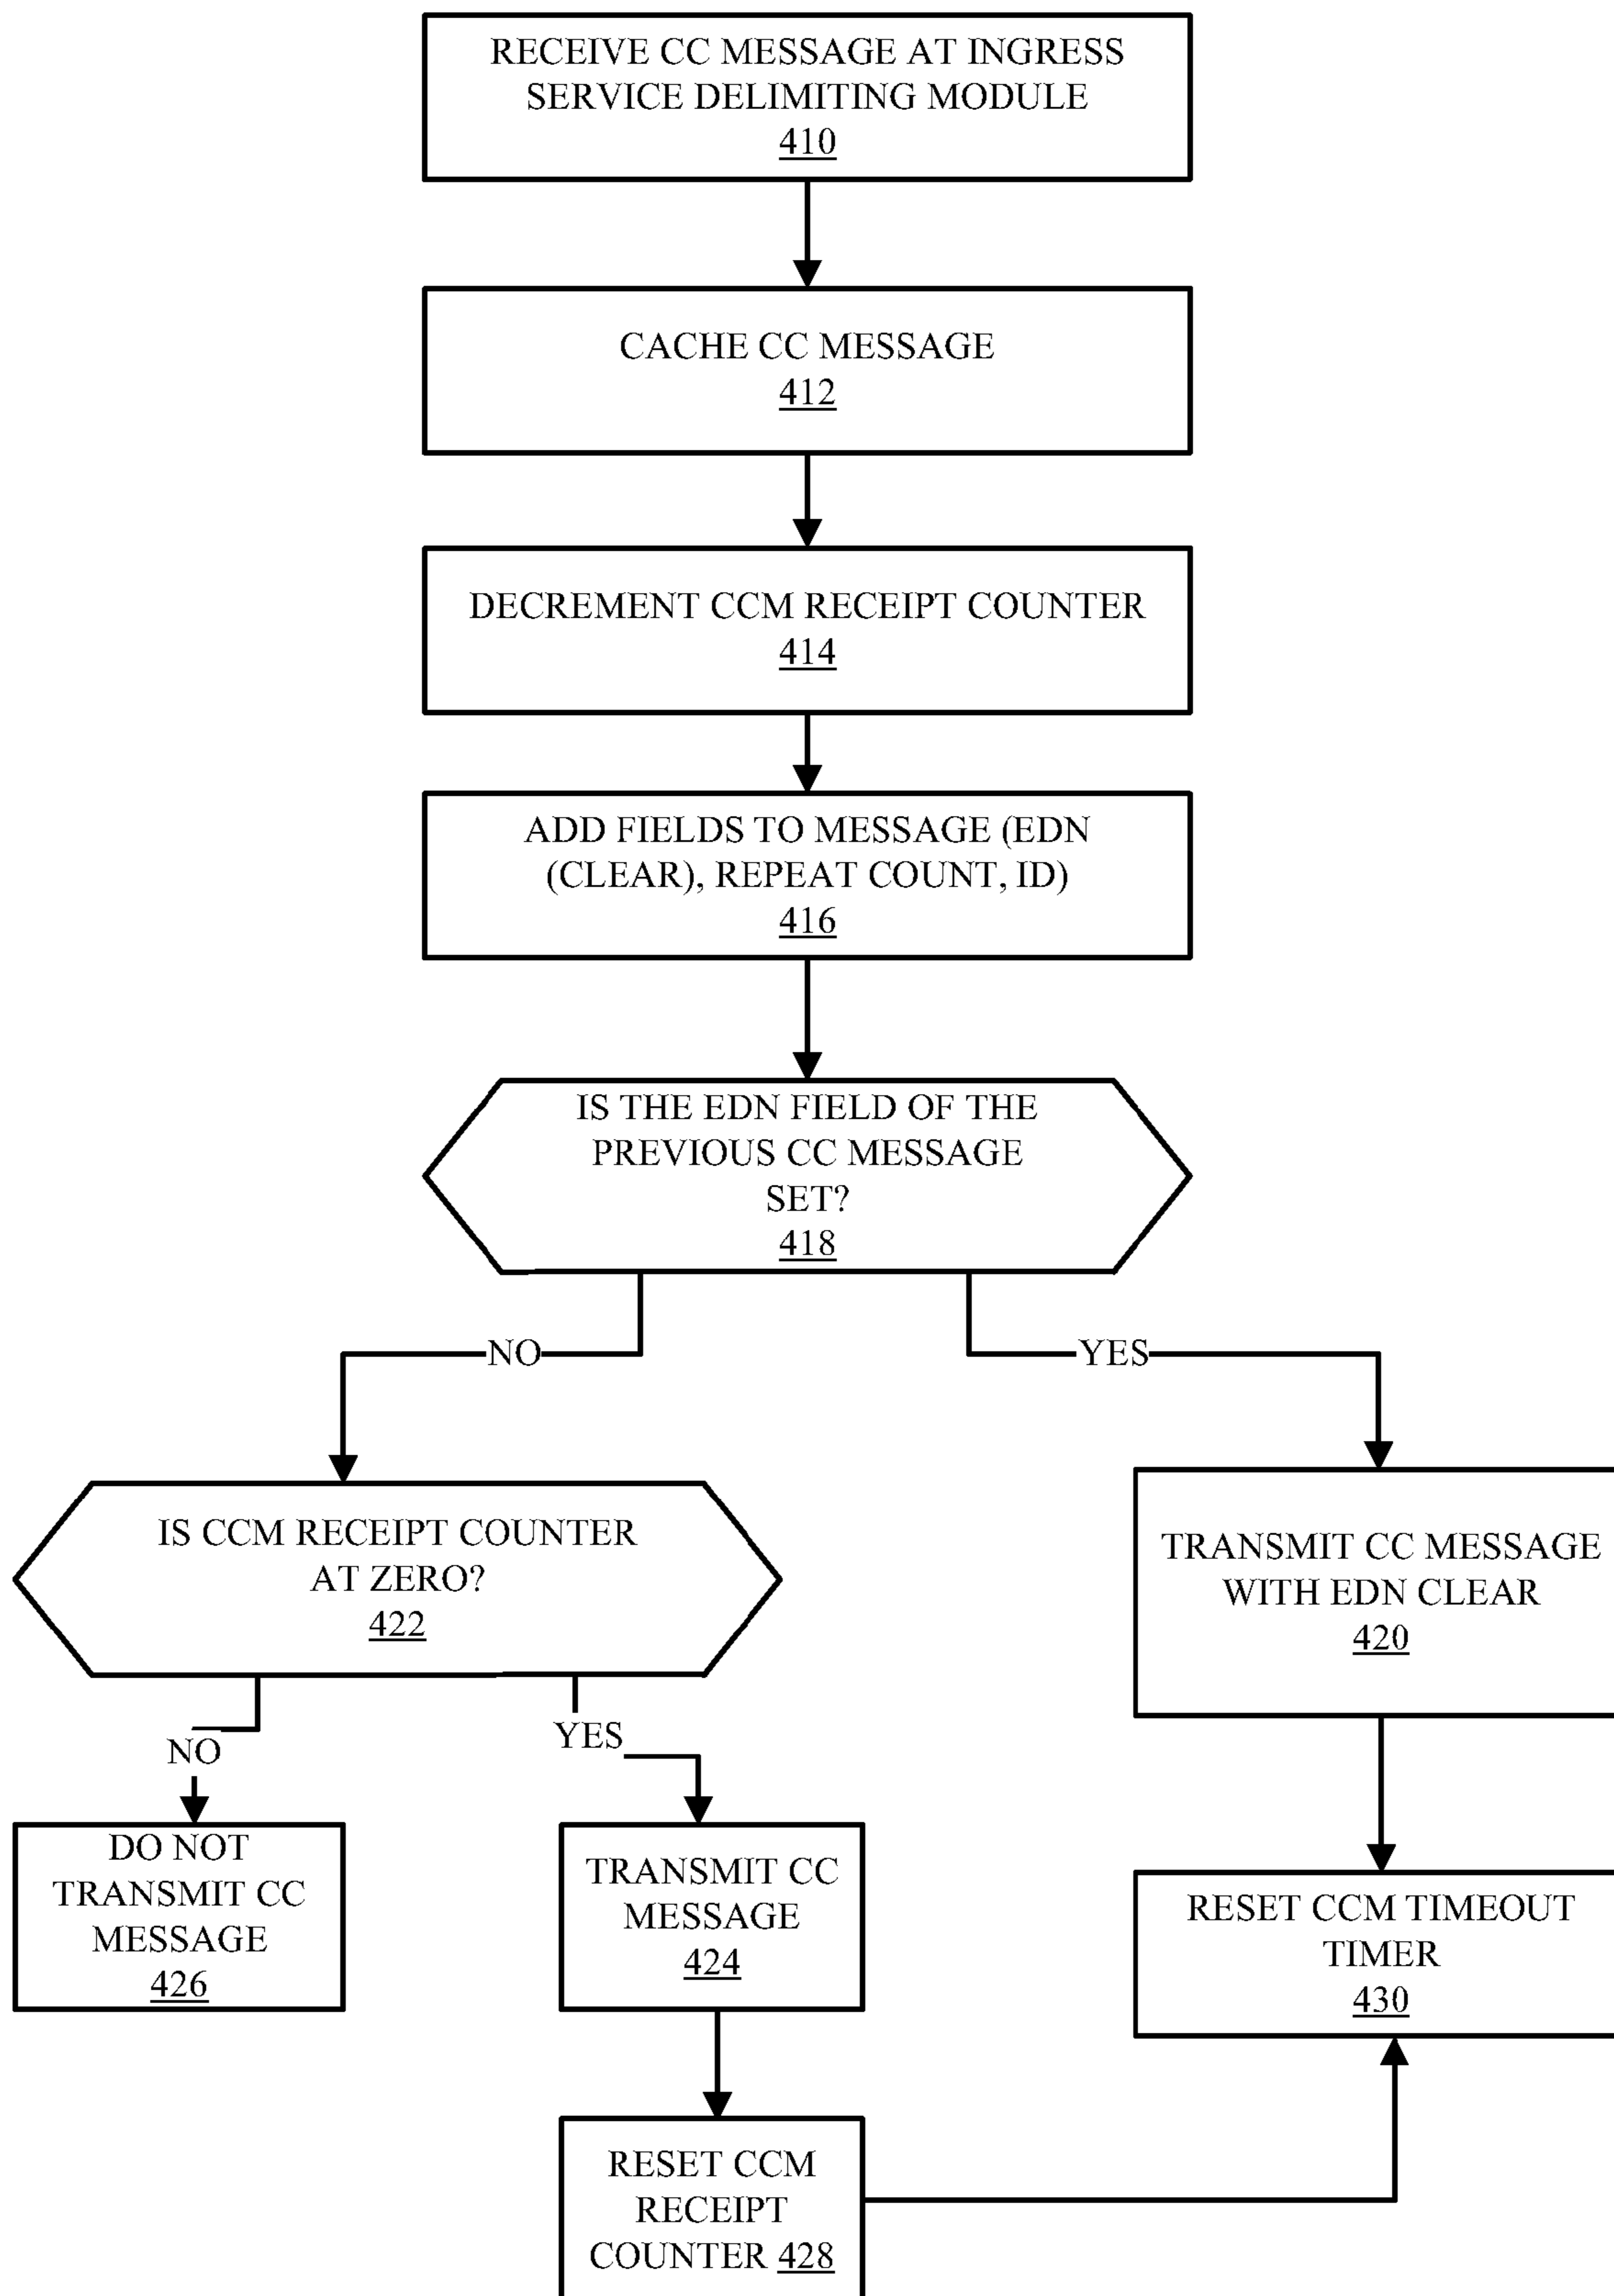 RECEIVE CC MESSAGE AT INGRESS
SERVICE DELIMITING MODULE
410
CACHE CC MESSAGE
412
DECREMENT CCM RECEIPT COUNTER
414
ADD FIELDS TO MESSAGE (EDN
(CLEAR), REPEAT COUNT, ID)
416
IS THE EDN FIELD OF THE
PREVIOUS CC MESSAGE
SET?
418
NO
YES
IS CCM RECEIPT COUNTER
AT ZERO?
422
TRANSMIT CC MESSAGE
WITH EDN CLEAR
420
NO
YES
DO NOT
TRANSMIT CC
MESSAGE
426
TRANSMIT CC
MESSAGE
424
RESET CCM TIMEOUT
TIMER
430
RESET CCM
RECEIPT
COUNTER 428